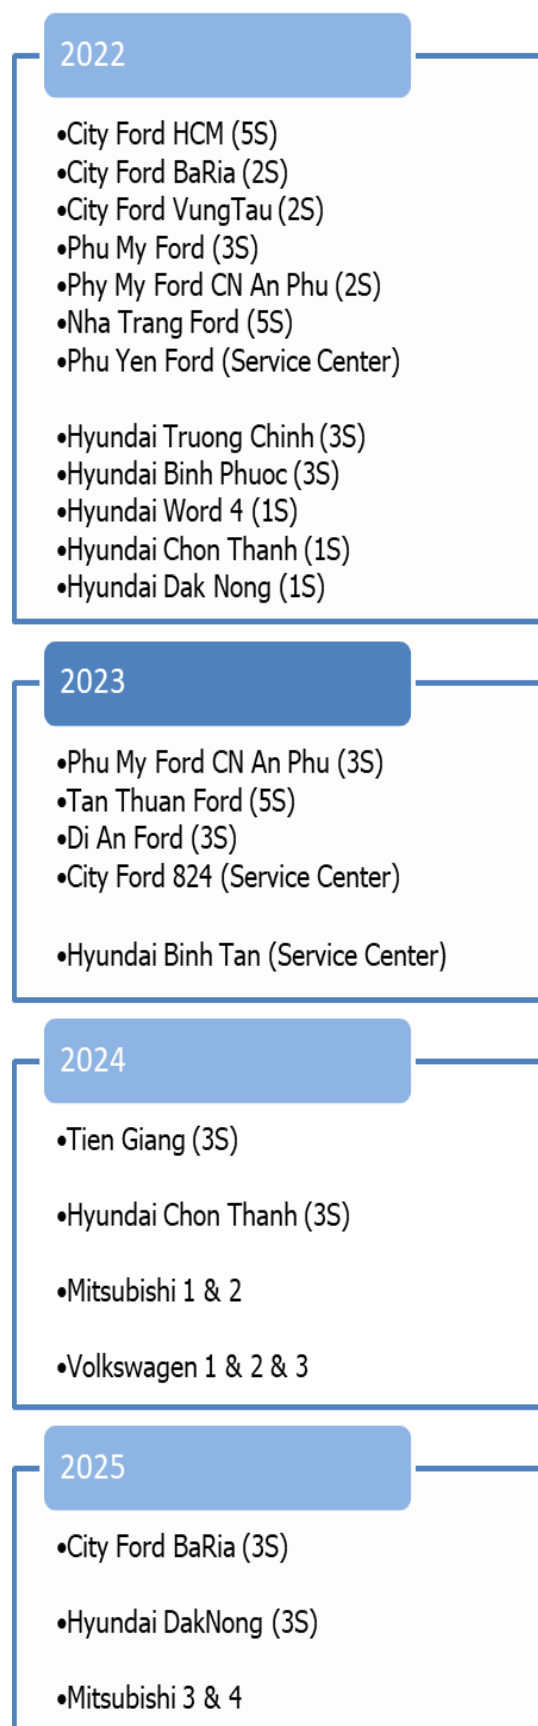 2022
•City Ford HCM (5S)
•City Ford BaRia (2S)
•City Ford VungTau (2S)
•Phu My Ford (3S)
•Phy My Ford CN An Phu (2S)
•Nha Trang Ford (5S)
•Phu Yen Ford (Service Center)
•Hyundai Truong Chinh (3S)
•Hyundai Binh Phuoc (3S)
•Hyundai Word 4 (1S)
•Hyundai Chon Thanh (1S)
•Hyundai Dak Nong (1S)
2023
•Phu My Ford CN An Phu (3S)
•Tan Thuan Ford (5S)
•Di An Ford (3S)
•City Ford 824 (Service Center)
•Hyundai Binh Tan (Service Center)
2024
•Tien Giang (3S)
•Hyundai Chon Thanh (3S)
•Mitsubishi 1 & 2
•Volkswagen 1 & 2 & 3
2025
•City Ford BaRia (3S)
•Hyundai DakNong (3S)
•Mitsubishi 3 & 4